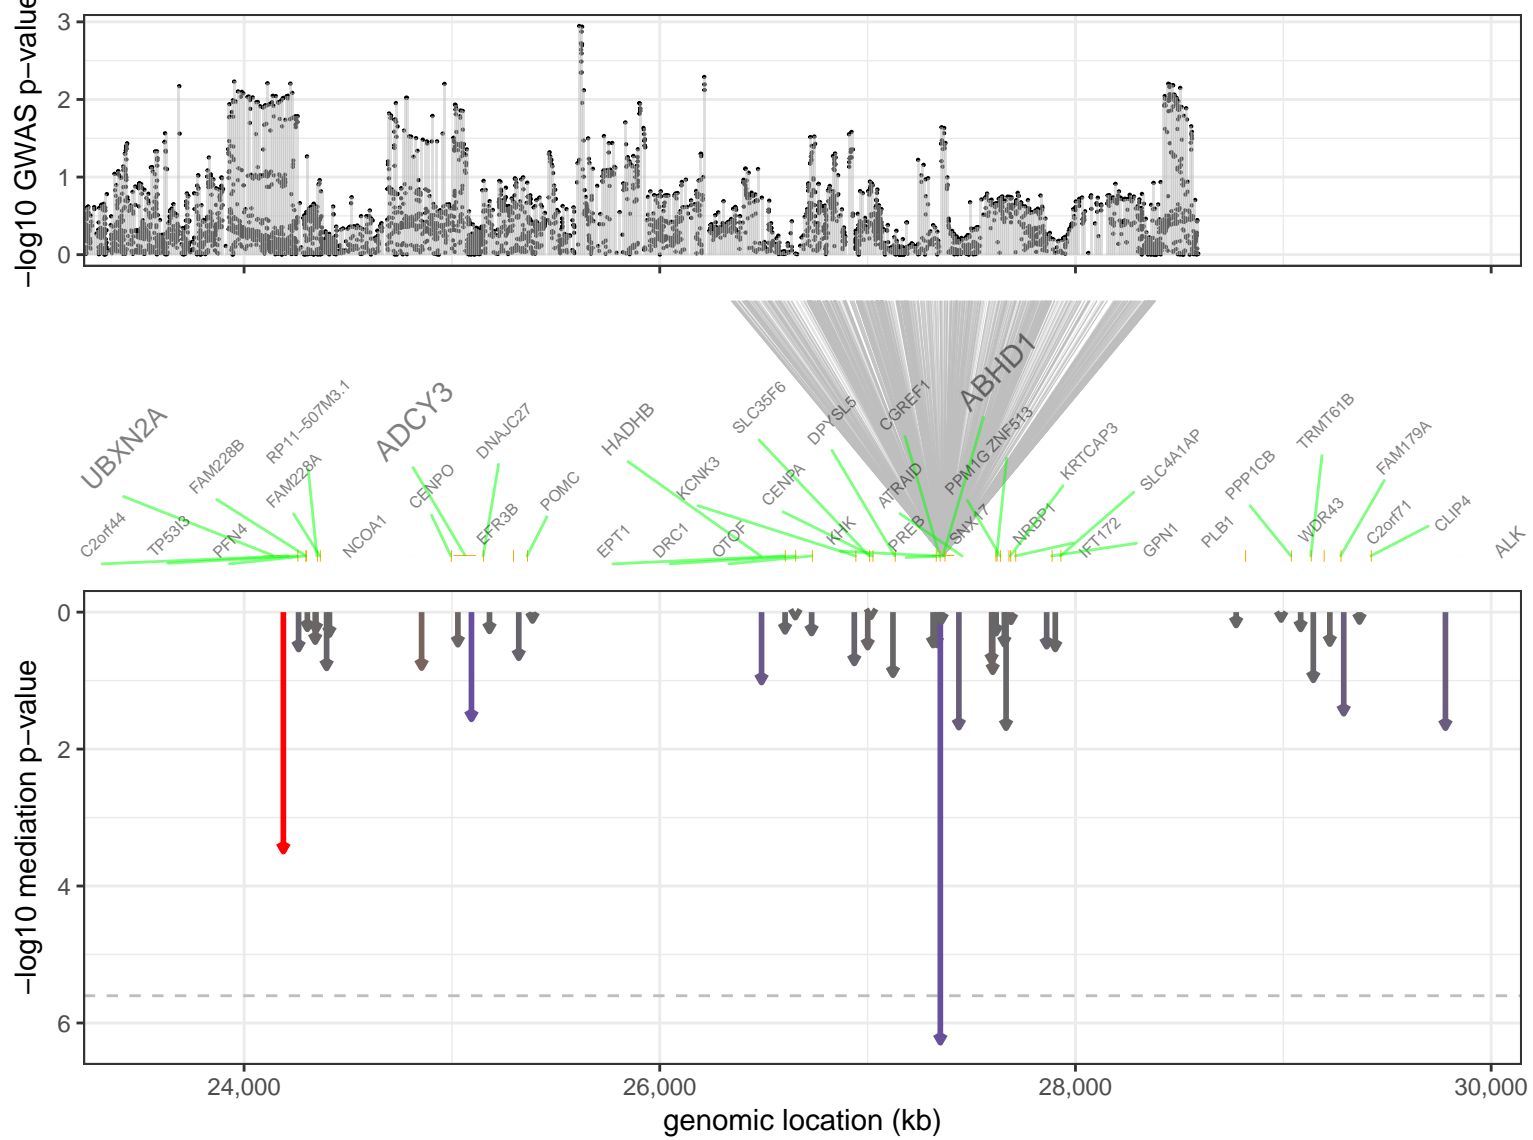 −log10 GWAS p−value
3
2
1
0
UBXN2A
FAM228B
RP11−507M3.1
FAM228A
ADCY3
CENPO
DNAJC27
HADHB
KCNK3
SLC35F6
CENPA
DPYSL5
CGREF1
ATRAID
ABHD1
PPM1G
ZNF513
KRTCAP3
SLC4A1AP
PPP1CB
TRMT61B
FAM179A
C2orf44
TP53I3
PFN4
NCOA1
EFR3B
POMC
EPT1
DRC1
OTOF
KHK
PREB
SNX17
NRBP1
IFT172
GPN1
PLB1
WDR43
C2orf71
CLIP4
ALK
−log10 mediation p−value
0
2
4
6
24,000
26,000
28,000
30,000
genomic location (kb)